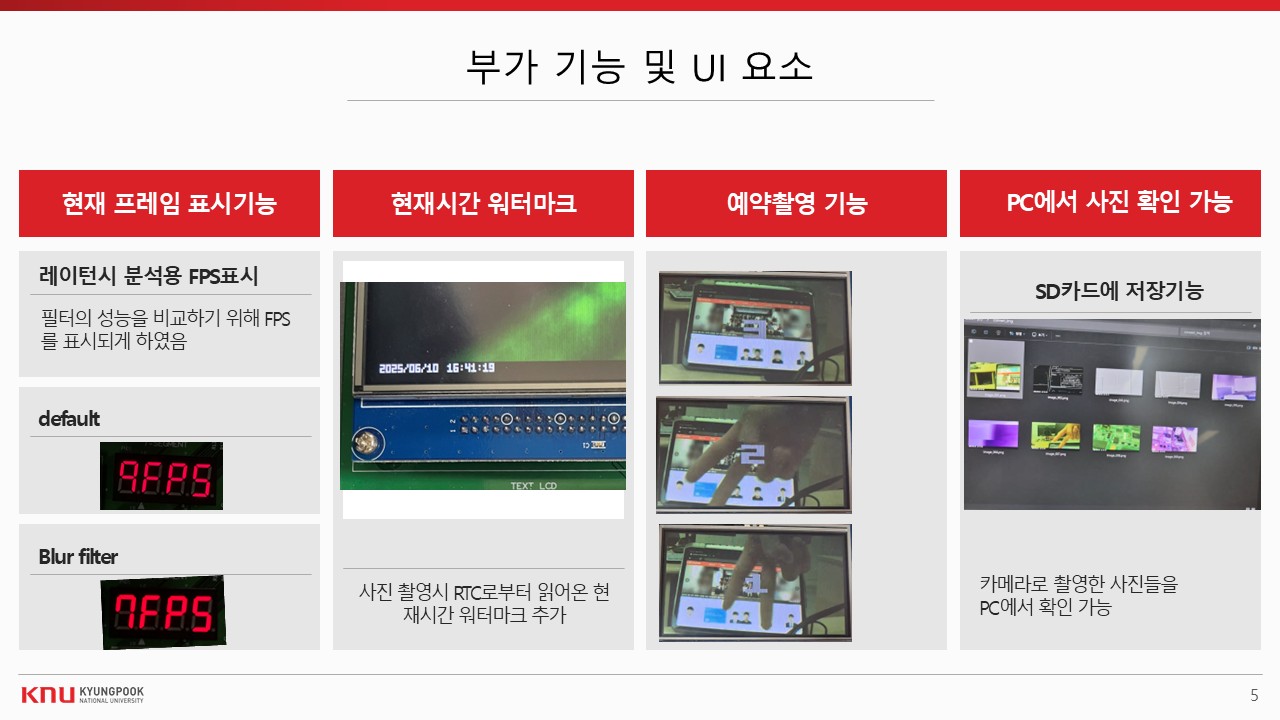 부가 기능 및 UI 요소
현재 프레임 표시기능
현재시간 워터마크
예약촬영 기능
PC에서 사진 확인 가능
레이턴시 분석용 FPS표시
필터의 성능을 비교하기 위해 FPS
를 표시되게 하였음
default
9FPS
Blur filter
7FPS
2025/06/10 16:41:19
TEXT LCD
사진 촬영시 RTC로부터 읽어온 현
재시간 워터마크 추가
3
2
1
SD카드에 저장기능
카메라로 촬영한 사진들을
PC에서 확인 가능
KNU KYUNGPOOK
NATIONAL UNIVERSITY
5